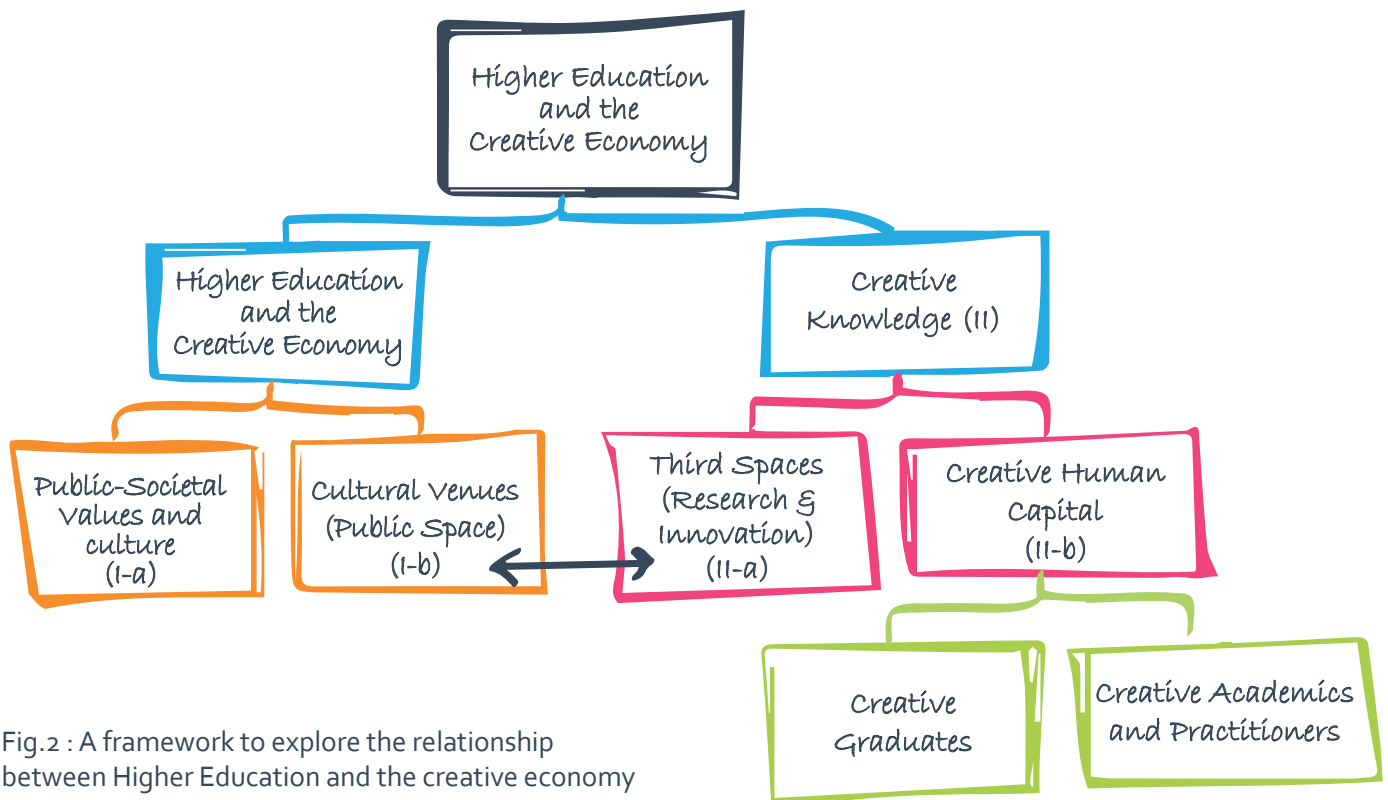 Higher Education
and the
Creative Economy
Higher Education
and the
Creative Economy
Creative
Knowledge (II)
Public-Societal
Values and
culture
(I-a)
Cultural Venues
(Public Space)
(I-b)
Third Spaces
(Research &
Innovation)
(II-a)
Creative Human
Capital
(II-b)
Creative
Graduates
Creative Academics
and Practitioners
Fig.2 : A framework to explore the relationship
between Higher Education and the creative economy